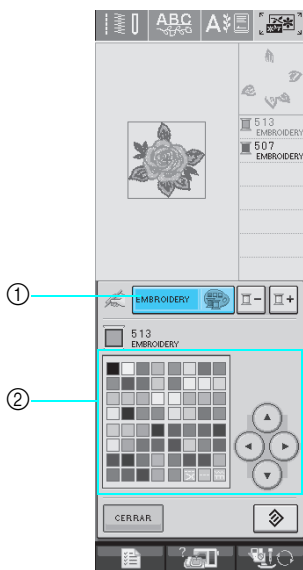 ABC
A
513
EMBROIDERY
507
EMBROIDERY
①
EMBROIDERY
−
+
513
EMBROIDERY
②
CERRAR
?